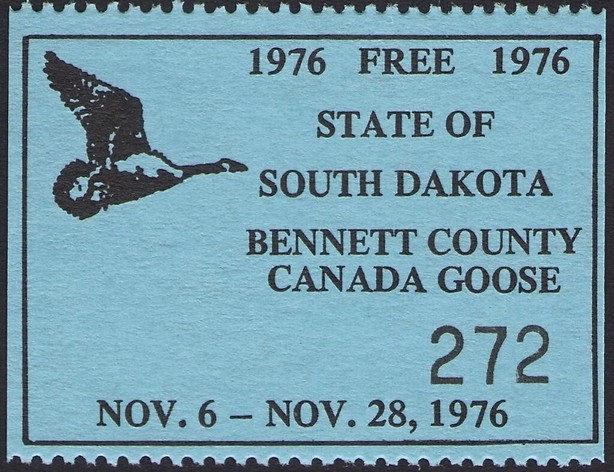 1976 FREE 1976
STATE OF
SOUTH DAKOTA
BENNETT COUNTY
CANADA GOOSE
272
NOV. 6 – NOV. 28, 1976